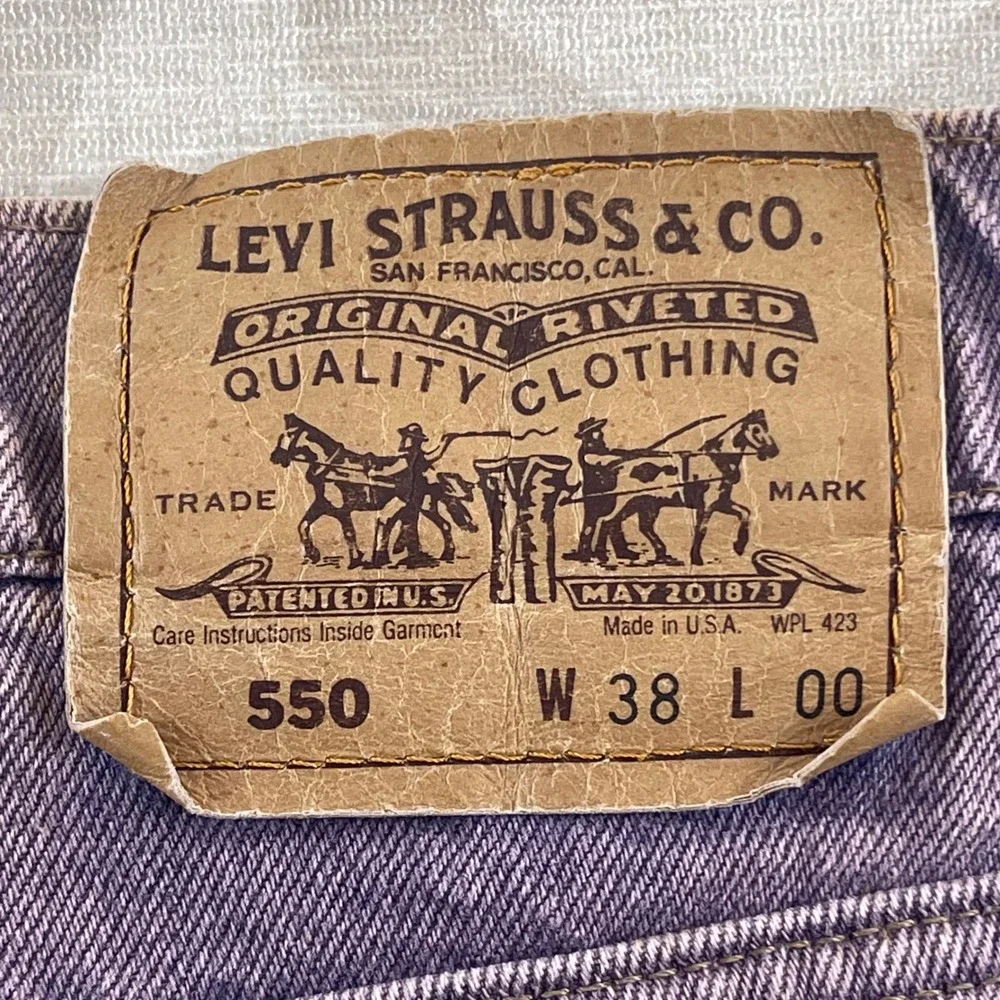 LEVI STRAUSS & CO.
SAN FRANCISCO, CAL.
ORIGINAL RIVETED
QUALITY CLOTHING
TRADE MARK
PATENTED IN U.S. MAY 20, 1873
Care Instructions Inside Garment Made in U.S.A. WPL 423
550 W 38 L 00